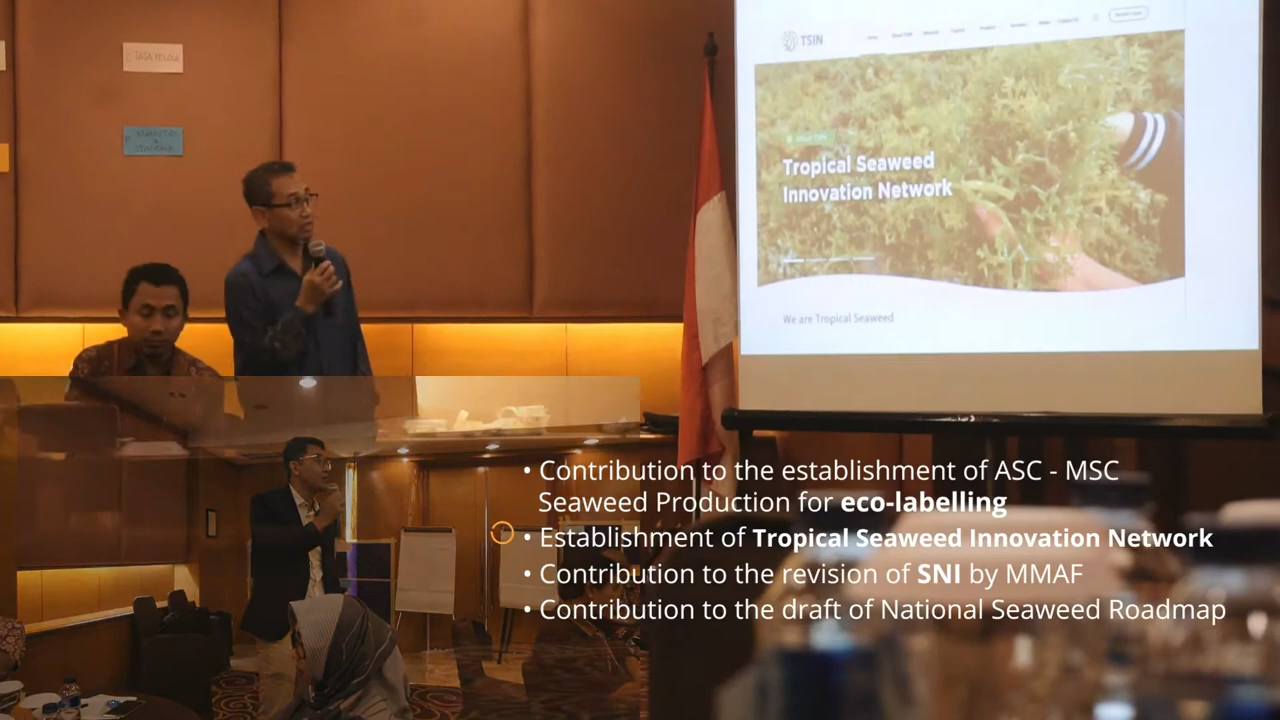 TSIN
Tropical Seaweed
Innovation Network
We are Tropical Seaweed
• Contribution to the establishment of ASC - MSC
Seaweed Production for eco-labelling
• Establishment of Tropical Seaweed Innovation Network
• Contribution to the revision of SNI by MMAF
• Contribution to the draft of National Seaweed Roadmap